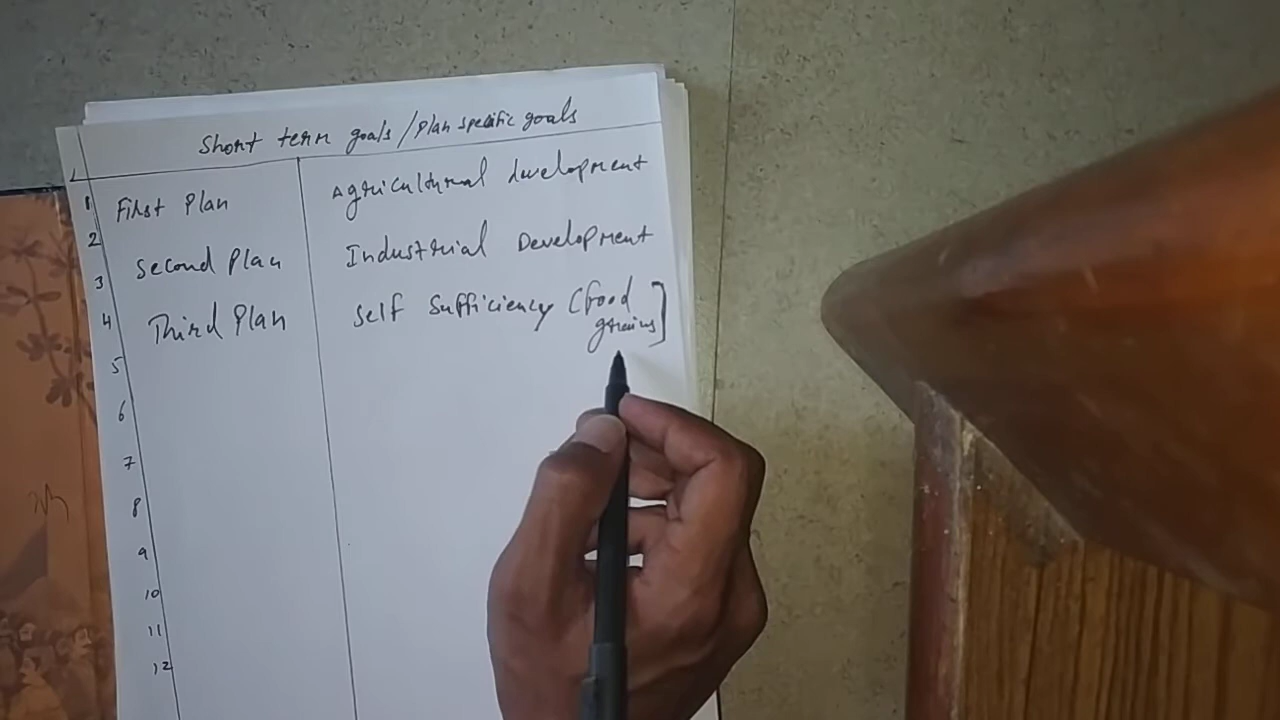 Short term goals/plan specific goals
1 First Plan Agricultural development
2 Second Plan Industrial Development
3 Third Plan Self Sufficiency (food
4 grains]
5
6
7
8
9
10
11
12